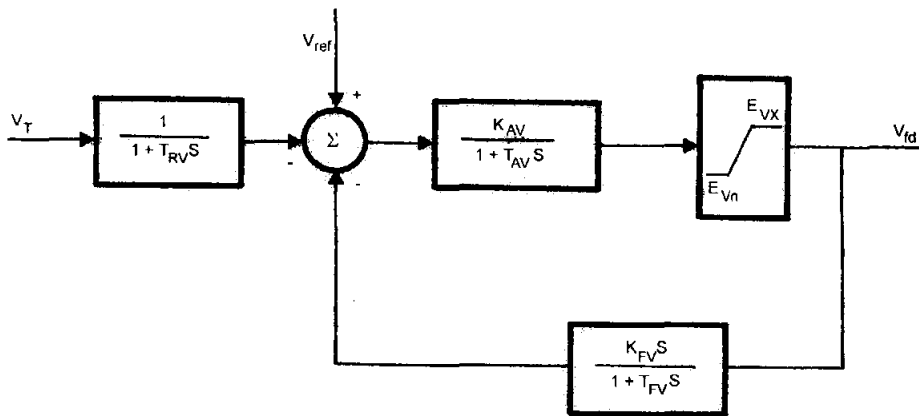 V_ref
+
V_T
1
1 + T_RV S
-
Σ
-
K_AV
1 + T_AV S
E_VX
E_Vn
V_fd
K_FV S
1 + T_FV S